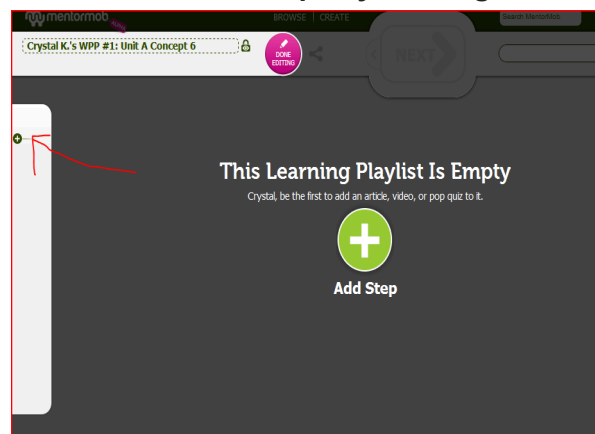 mentormob
BROWSE | CREATE
Search MentorMob
Crystal K.'s WPP #1: Unit A Concept 6
DONE
EDITING
NEXT
This Learning Playlist Is Empty
Crystal, be the first to add an article, video, or pop quiz to it.
Add Step